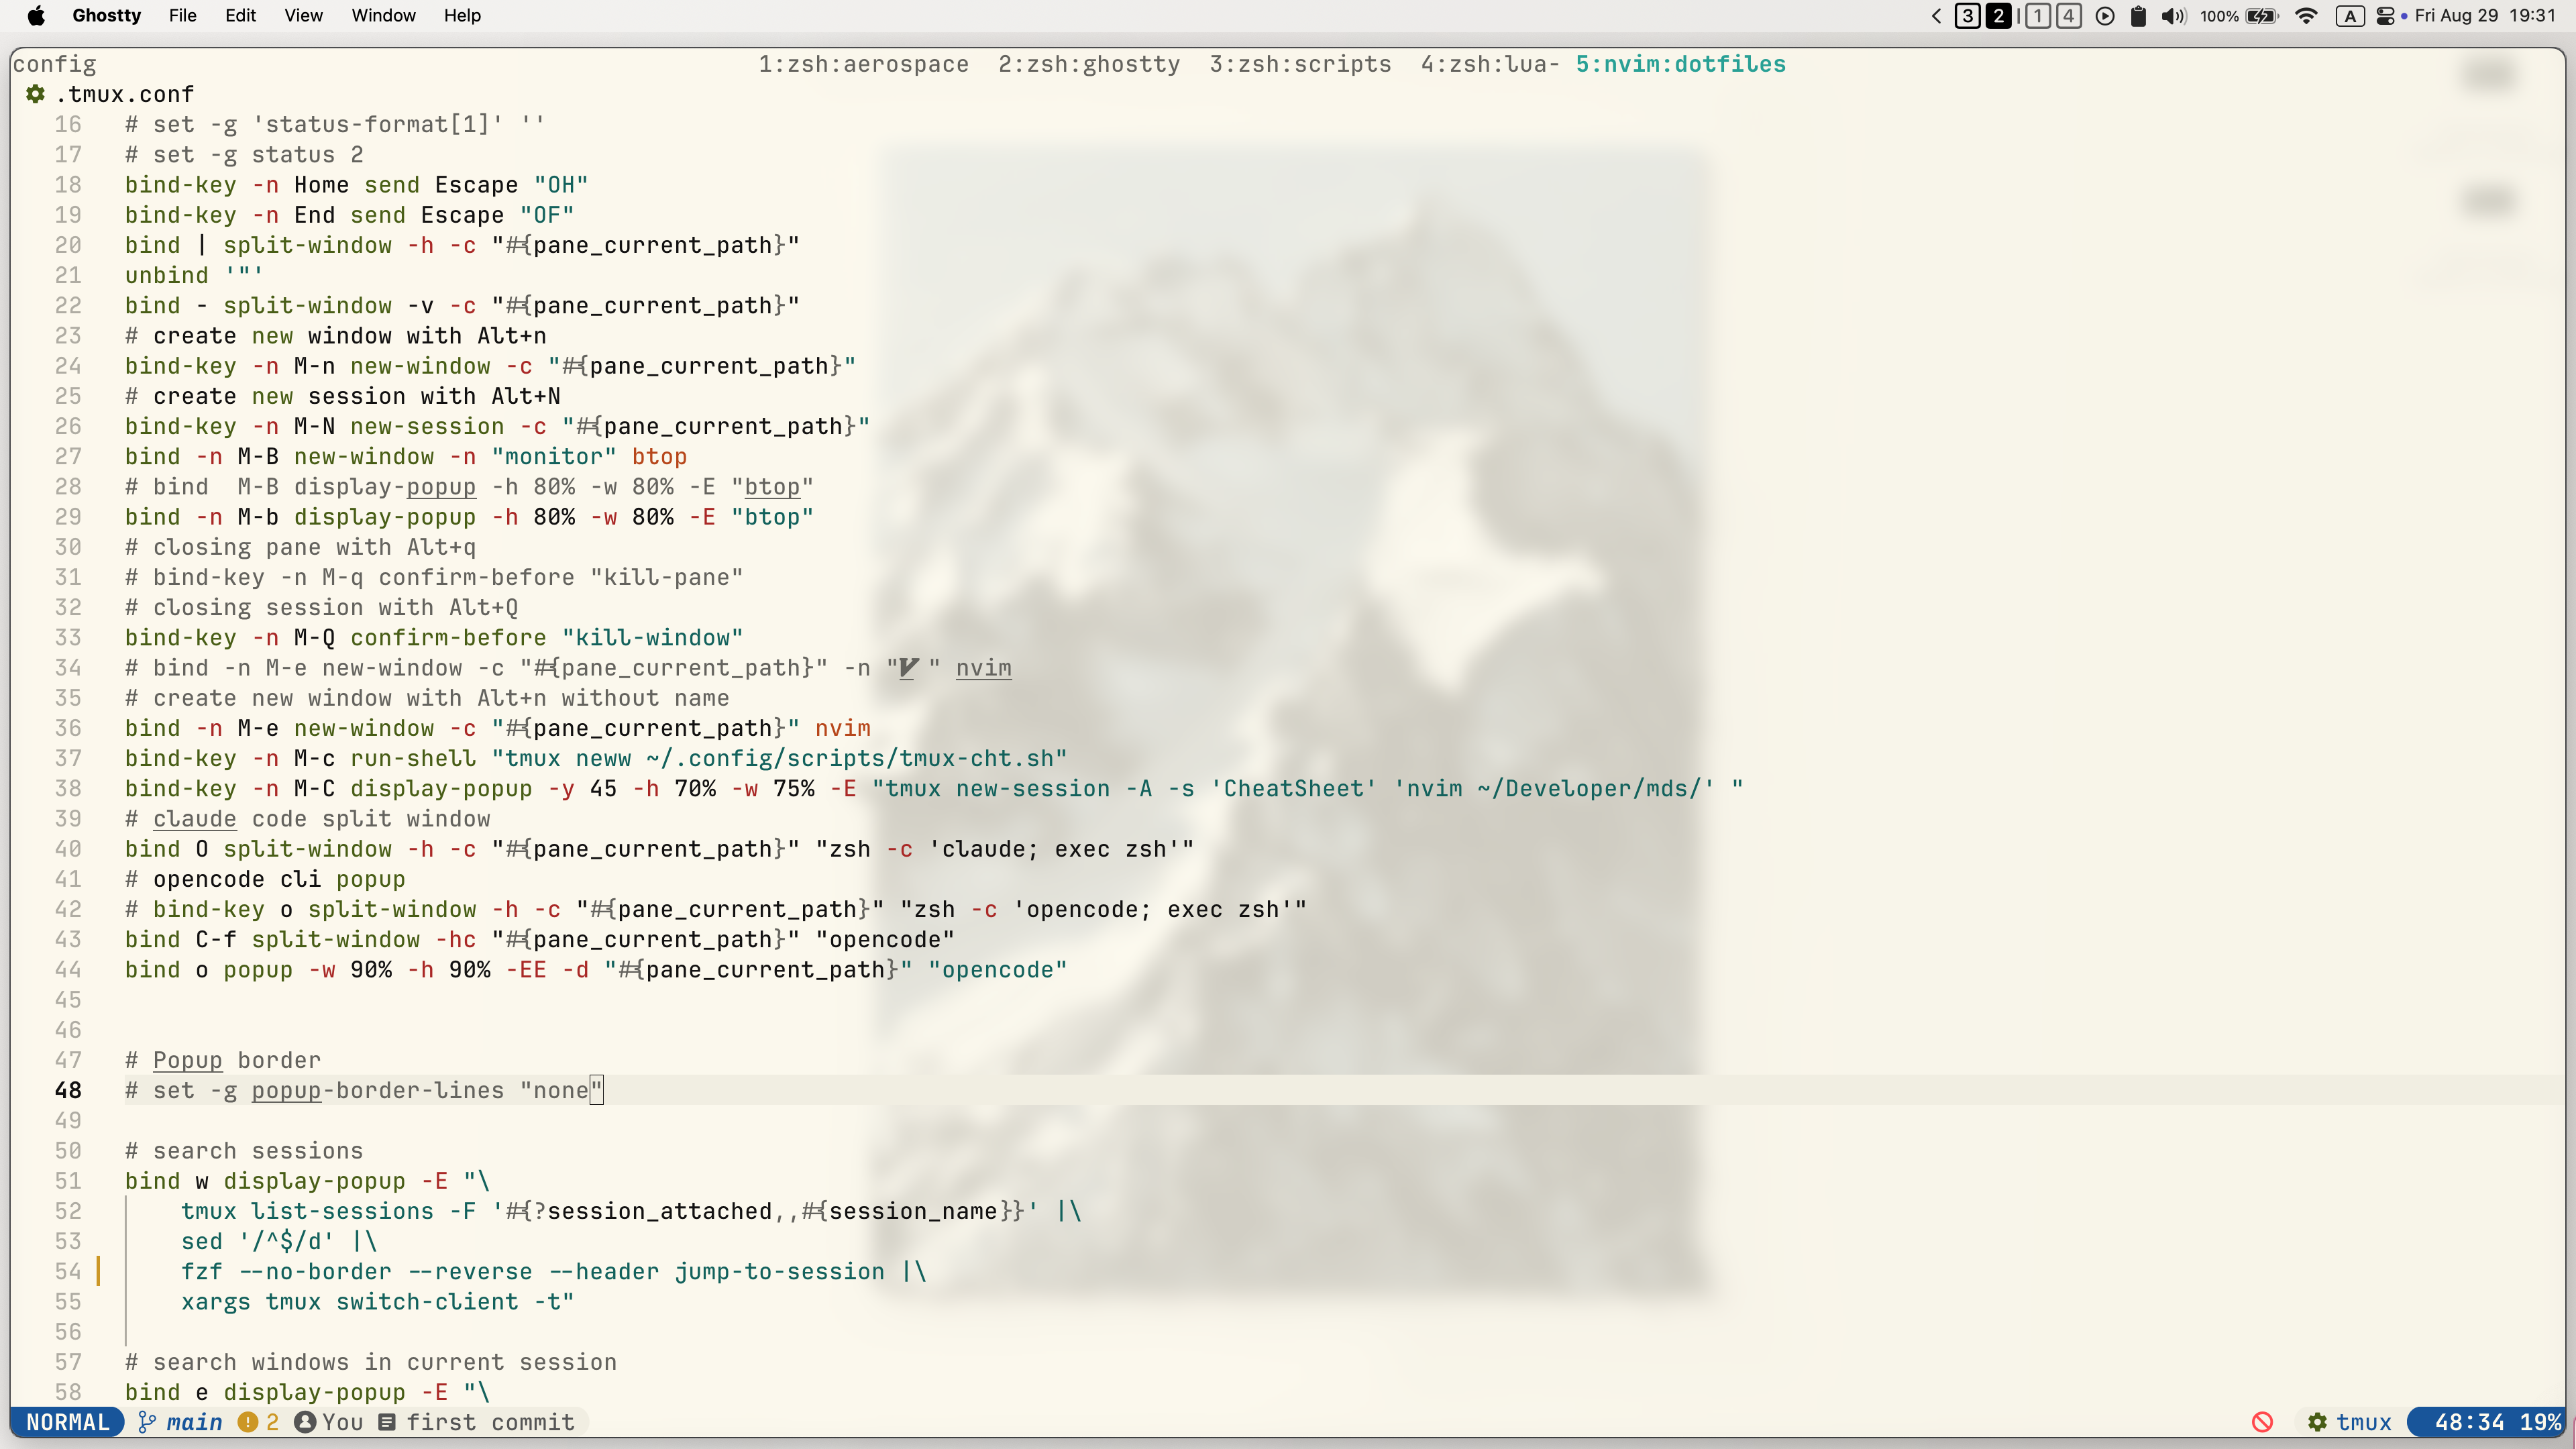 Ghostty File Edit View Window Help 3 2 1 4 100% A Fri Aug 29 19:31
config 1:zsh:aerospace 2:zsh:ghostty 3:zsh:scripts 4:zsh:lua- 5:nvim:dotfiles
.tmux.conf
16 # set -g 'status-format[1]' ''
17 # set -g status 2
18 bind-key -n Home send Escape "OH"
19 bind-key -n End send Escape "OF"
20 bind | split-window -h -c "#{pane_current_path}"
21 unbind '"'
22 bind - split-window -v -c "#{pane_current_path}"
23 # create new window with Alt+n
24 bind-key -n M-n new-window -c "#{pane_current_path}"
25 # create new session with Alt+N
26 bind-key -n M-N new-session -c "#{pane_current_path}"
27 bind -n M-B new-window -n "monitor" btop
28 # bind  M-B display-popup -h 80% -w 80% -E "btop"
29 bind -n M-b display-popup -h 80% -w 80% -E "btop"
30 # closing pane with Alt+q
31 # bind-key -n M-q confirm-before "kill-pane"
32 # closing session with Alt+Q
33 bind-key -n M-Q confirm-before "kill-window"
34 # bind -n M-e new-window -c "#{pane_current_path}" -n " " nvim
35 # create new window with Alt+n without name
36 bind -n M-e new-window -c "#{pane_current_path}" nvim
37 bind-key -n M-c run-shell "tmux neww ~/.config/scripts/tmux-cht.sh"
38 bind-key -n M-C display-popup -y 45 -h 70% -w 75% -E "tmux new-session -A -s 'CheatSheet' 'nvim ~/Developer/mds/' "
39 # claude code split window
40 bind O split-window -h -c "#{pane_current_path}" "zsh -c 'claude; exec zsh'"
41 # opencode cli popup
42 # bind-key o split-window -h -c "#{pane_current_path}" "zsh -c 'opencode; exec zsh'"
43 bind C-f split-window -hc "#{pane_current_path}" "opencode"
44 bind o popup -w 90% -h 90% -EE -d "#{pane_current_path}" "opencode"
45
46
47 # Popup border
48 # set -g popup-border-lines "none"
49
50 # search sessions
51 bind w display-popup -E "\
52     tmux list-sessions -F '#{?session_attached,,#{session_name}}' |\
53     sed '/^$/d' |\
54     fzf --no-border --reverse --header jump-to-session |\
55     xargs tmux switch-client -t"
56
57 # search windows in current session
58 bind e display-popup -E "\
NORMAL main 2 You first commit tmux 48:34 19%